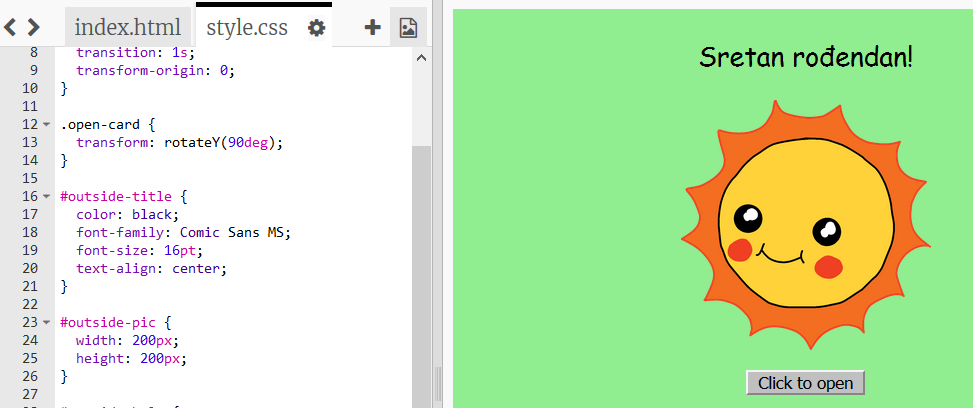 index.html
style.css
8 transition: 1s;
9 transform-origin: 0;
10 }
11
12 .open-card {
13 transform: rotateY(90deg);
14 }
15
16 #outside-title {
17 color: black;
18 font-family: Comic Sans MS;
19 font-size: 16pt;
20 text-align: center;
21 }
22
23 #outside-pic {
24 width: 200px;
25 height: 200px;
26 }
27
Sretan rođendan!
Click to open